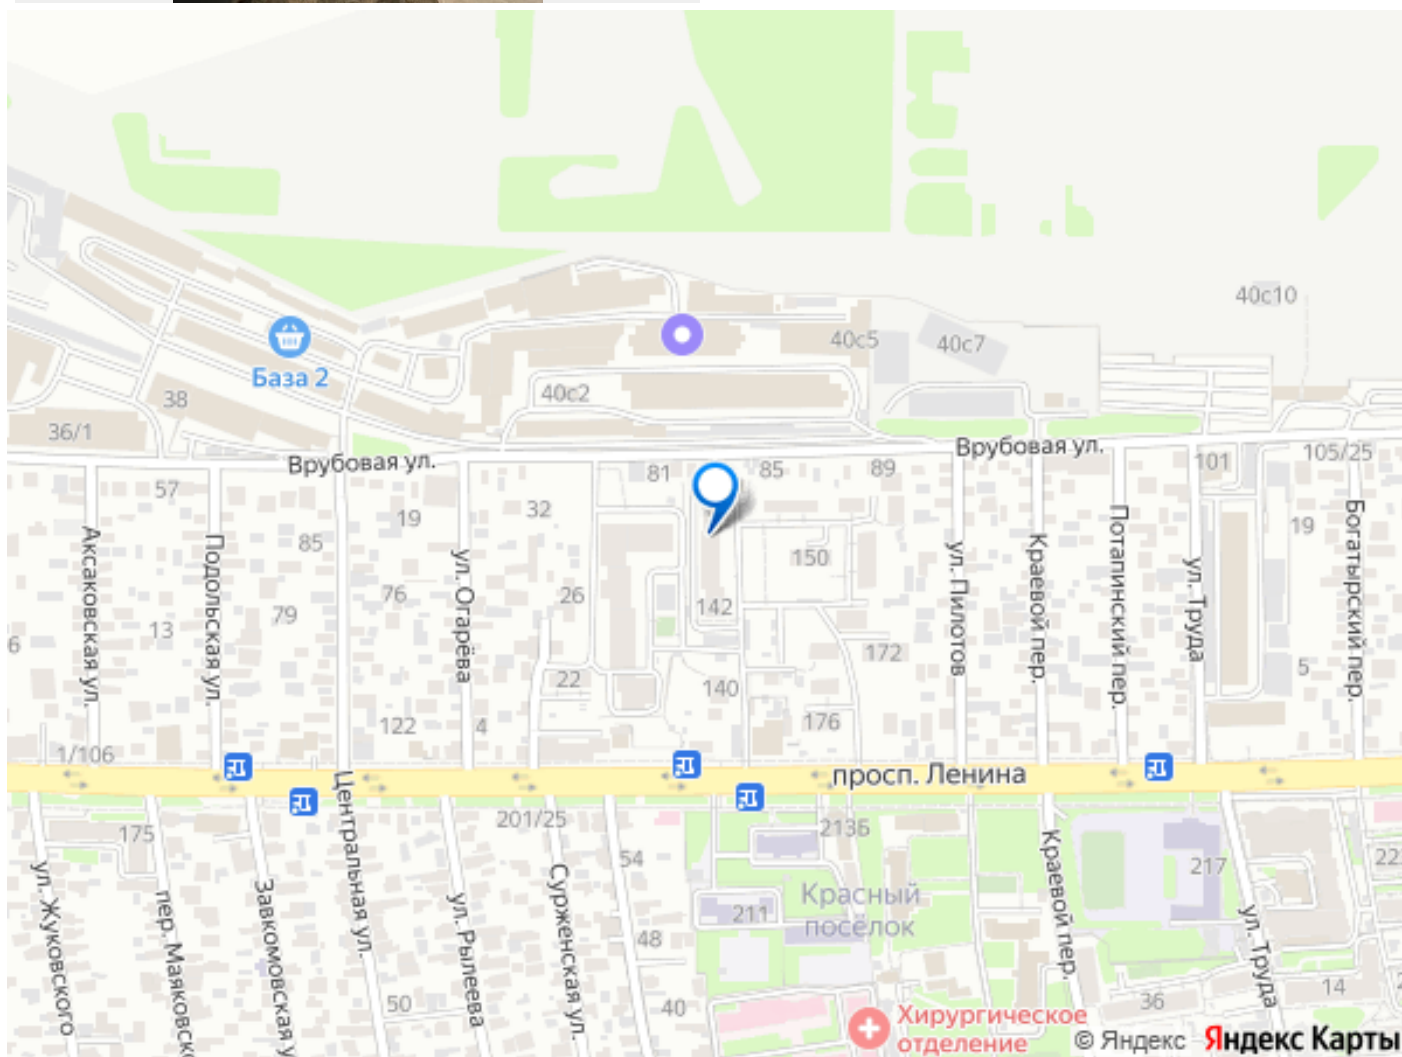 40с10
40с5
40с7
База 2
40с2
38
36/1
Врубовая ул.
Врубовая ул.
81
85
89
101
105/25
57
19
32
85
76
79
13
6
26
142
150
172
19
5
Аксаковская ул.
Подольская ул.
ул. Огарёва
ул. Пилотов
Краевой пер.
Потапинский пер.
ул. Труда
Богатырский пер.
22
140
176
122
4
1/106
просп. Ленина
Центральная ул.
175
201/25
54
213Б
217
22
Красный
посёлок
211
48
40
50
36
14
ул. Жуковского
пер. Маяковско
Завкомовская у
ул. Рылеева
Сурженская ул.
Краевой пер.
ул. Труда
Хирургическое
отделение
© Яндекс Яндекс Карты